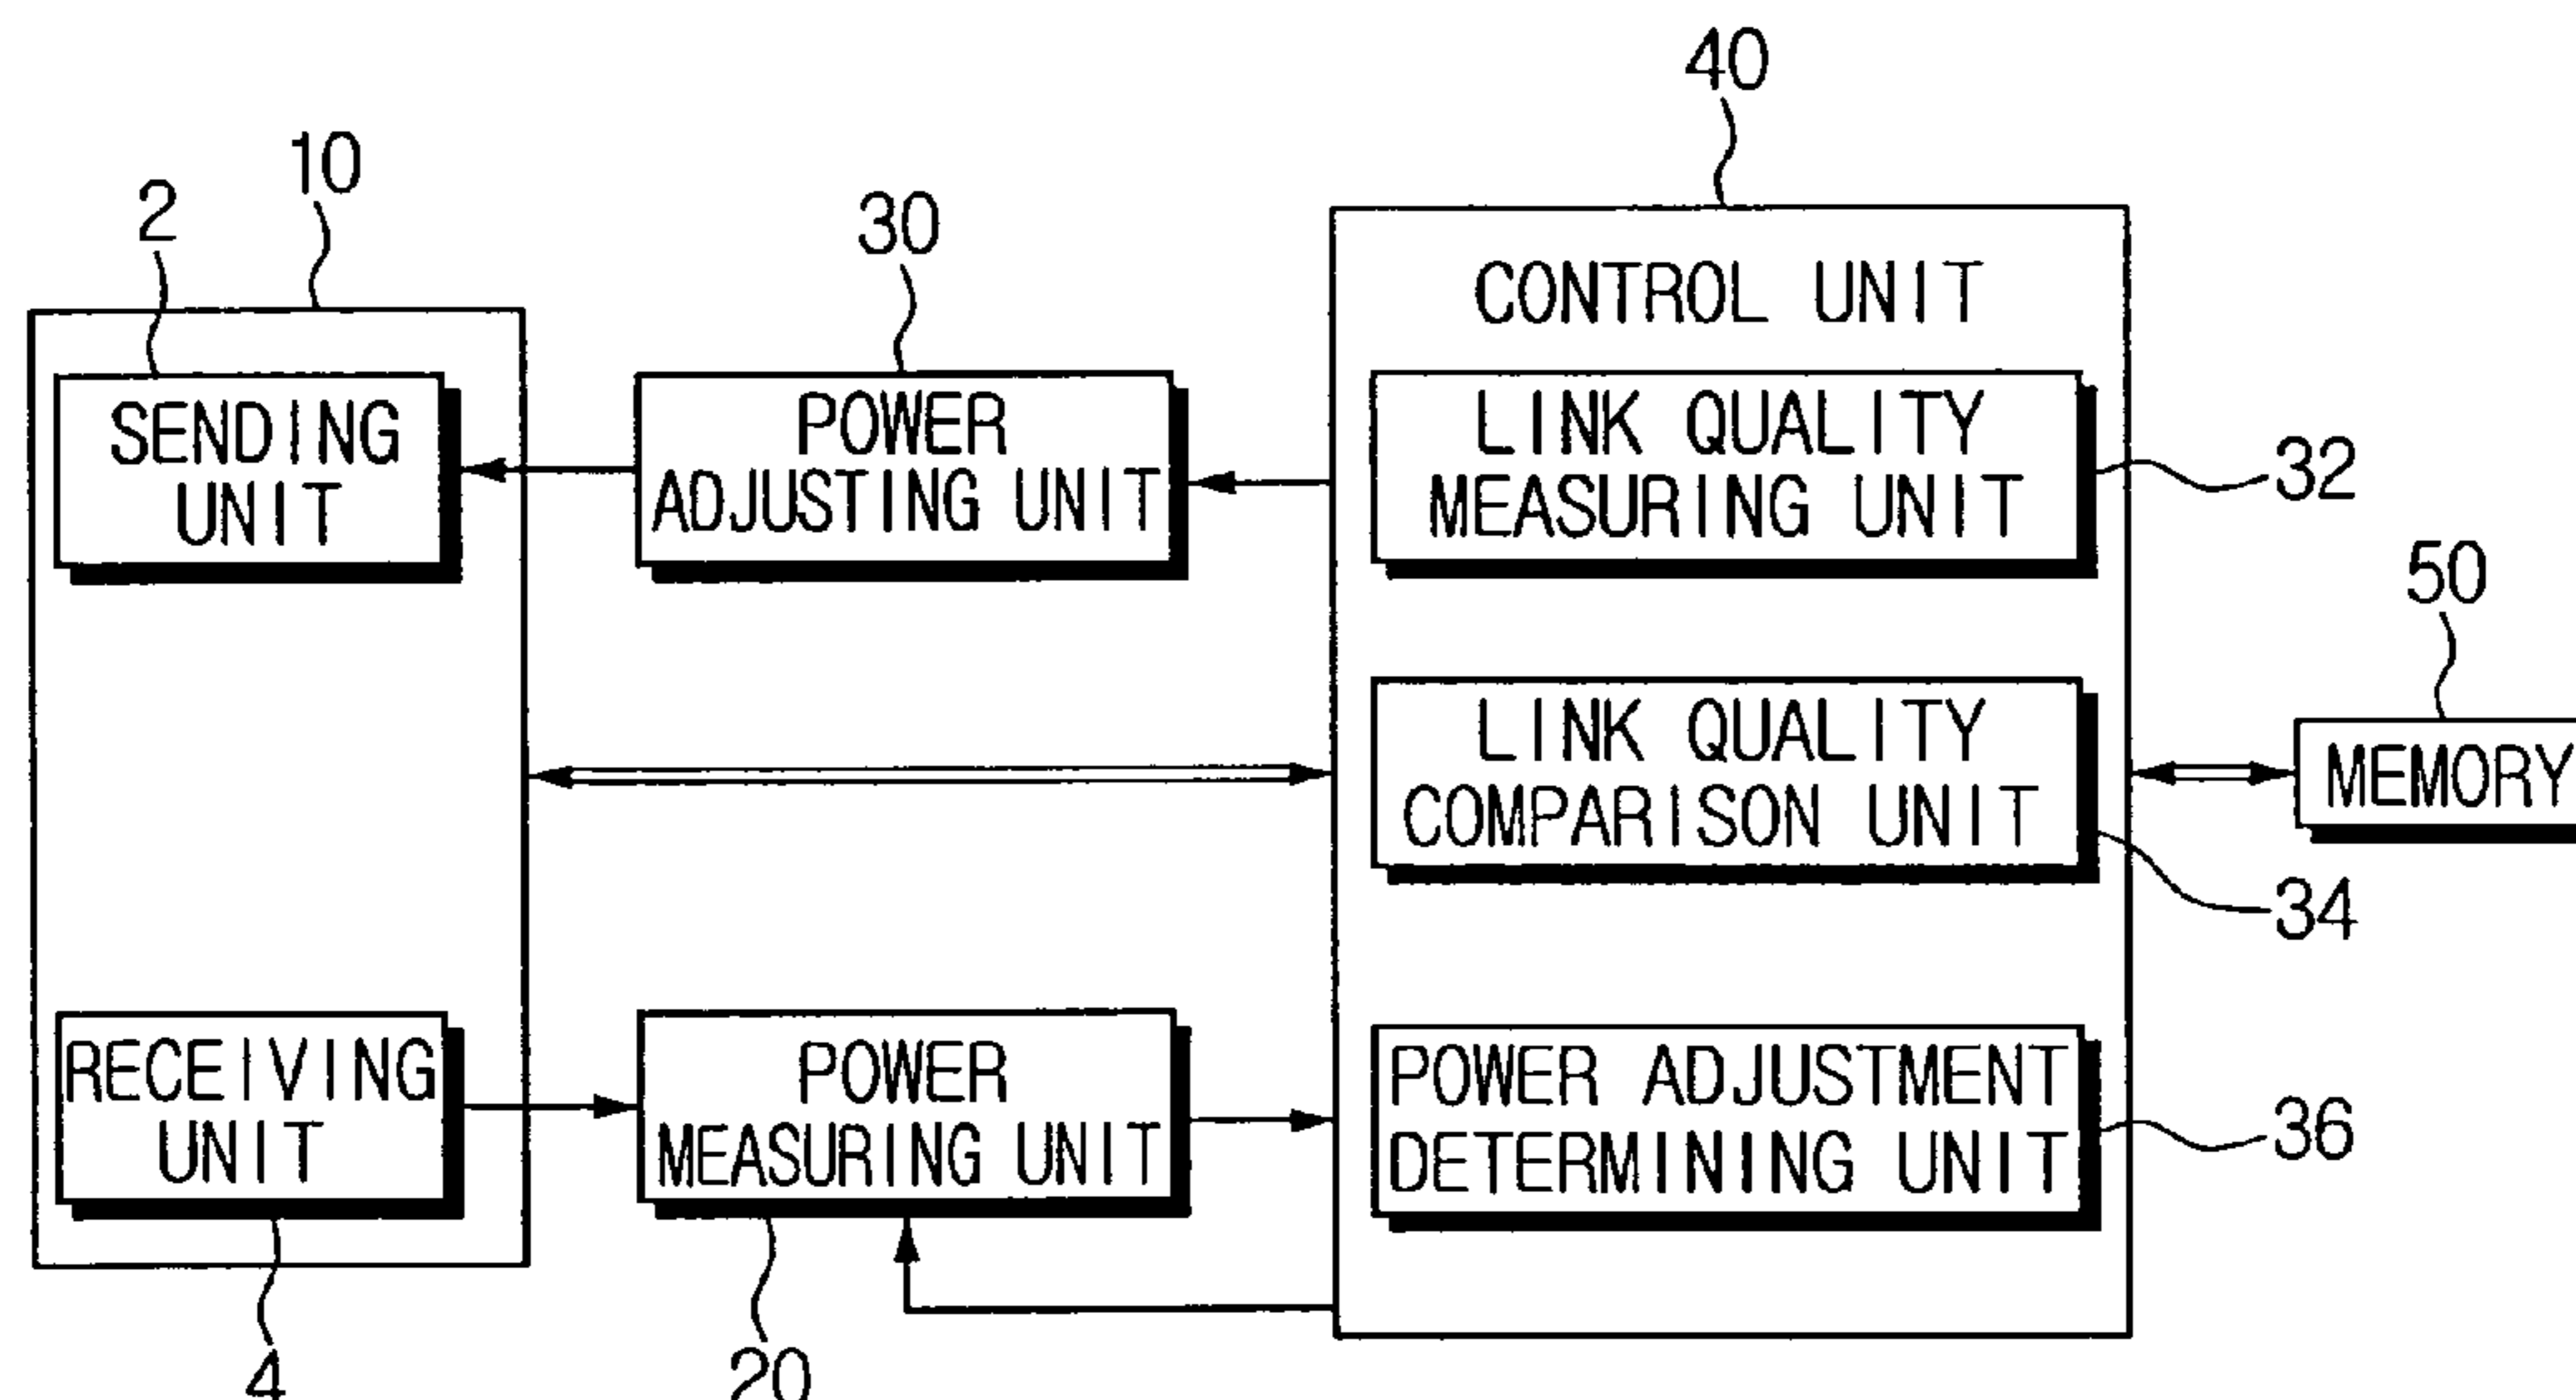 40
10
2
30
CONTROL UNIT
SENDING
UNIT
POWER
ADJUSTING UNIT
LINK QUALITY
MEASURING UNIT
32
50
LINK QUALITY
COMPARISON UNIT
MEMORY
34
RECEIVING
UNIT
POWER
MEASURING UNIT
POWER ADJUSTMENT
DETERMINING UNIT
36
4
20